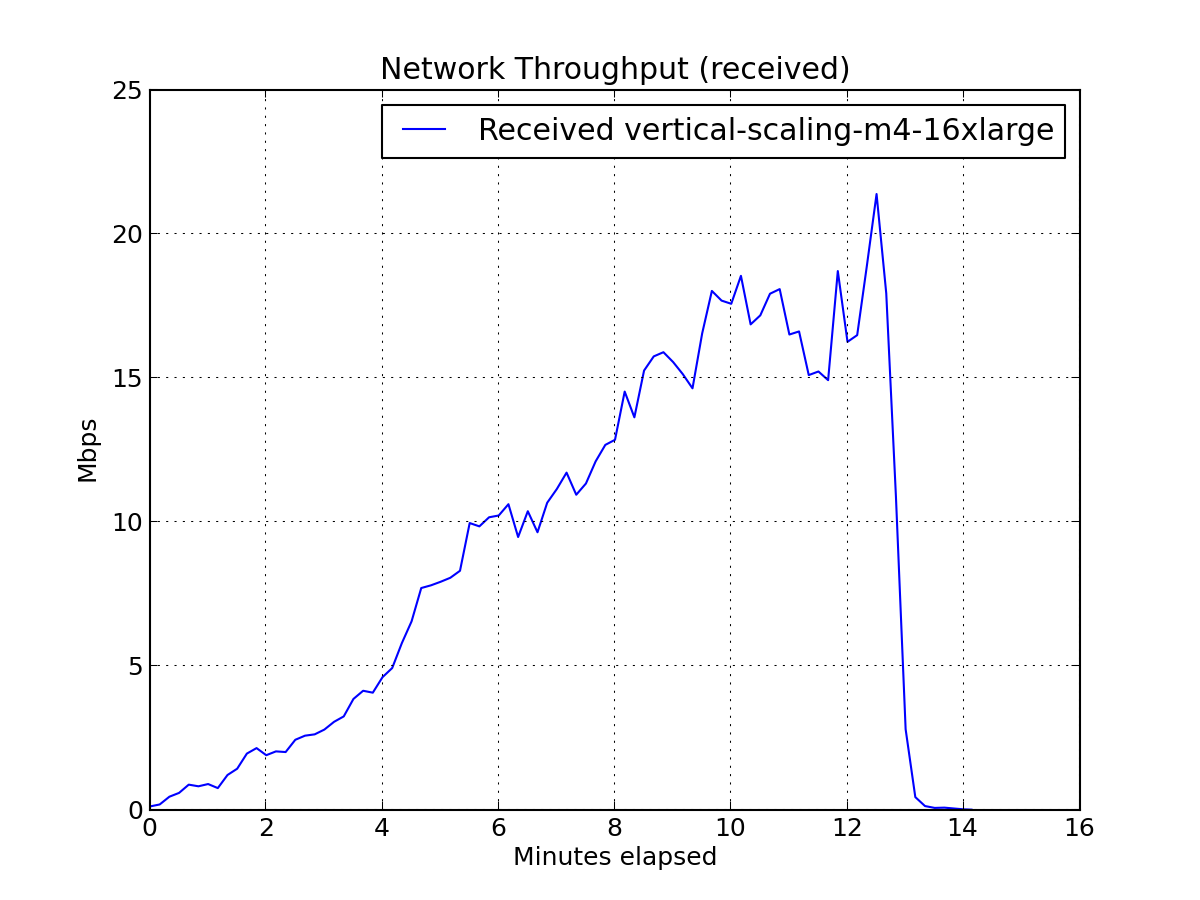 Network Throughput (received)
Received vertical-scaling-m4-16xlarge
25
20
15
10
5
0
Mbps
0 2 4 6 8 10 12 14 16
Minutes elapsed